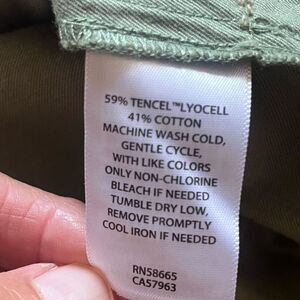 59% TENCEL™LYOCELL
41% COTTON
MACHINE WASH COLD,
GENTLE CYCLE,
WITH LIKE COLORS
ONLY NON-CHLORINE
BLEACH IF NEEDED
TUMBLE DRY LOW,
REMOVE PROMPTLY
COOL IRON IF NEEDED
RN58665
CA57963